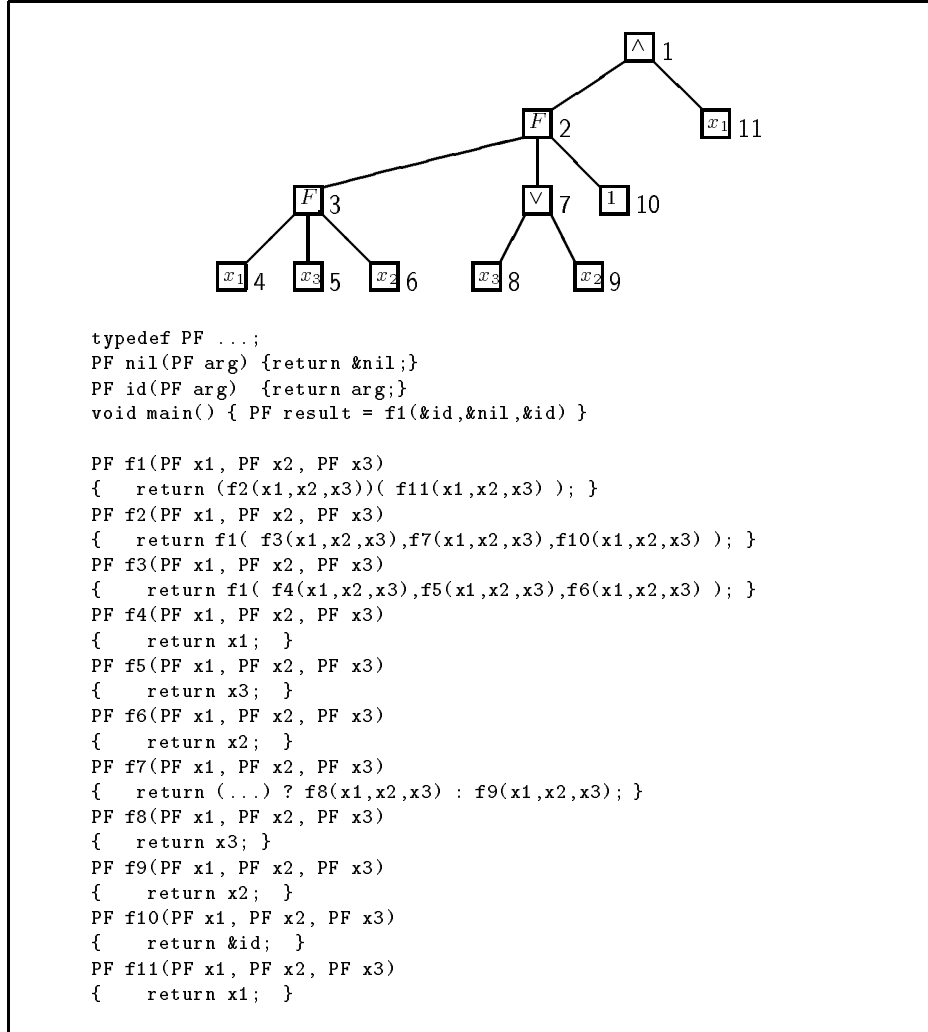 ∧ 1
F 2 x₁ 11
F 3 ∨ 7 1 10
x₁ 4 x₃ 5 x₂ 6 x₃ 8 x₂ 9
typedef PF ...;
PF nil(PF arg) {return &nil;}
PF id(PF arg)  {return arg;}
void main() { PF result = f1(&id,&nil,&id) }
PF f1(PF x1, PF x2, PF x3)
{   return (f2(x1,x2,x3))( f11(x1,x2,x3) ); }
PF f2(PF x1, PF x2, PF x3)
{   return f1( f3(x1,x2,x3),f7(x1,x2,x3),f10(x1,x2,x3) ); }
PF f3(PF x1, PF x2, PF x3)
{    return f1( f4(x1,x2,x3),f5(x1,x2,x3),f6(x1,x2,x3) ); }
PF f4(PF x1, PF x2, PF x3)
{    return x1;  }
PF f5(PF x1, PF x2, PF x3)
{    return x3;  }
PF f6(PF x1, PF x2, PF x3)
{    return x2;  }
PF f7(PF x1, PF x2, PF x3)
{   return (...) ? f8(x1,x2,x3) : f9(x1,x2,x3); }
PF f8(PF x1, PF x2, PF x3)
{   return x3; }
PF f9(PF x1, PF x2, PF x3)
{    return x2;  }
PF f10(PF x1, PF x2, PF x3)
{    return &id;  }
PF f11(PF x1, PF x2, PF x3)
{    return x1;  }